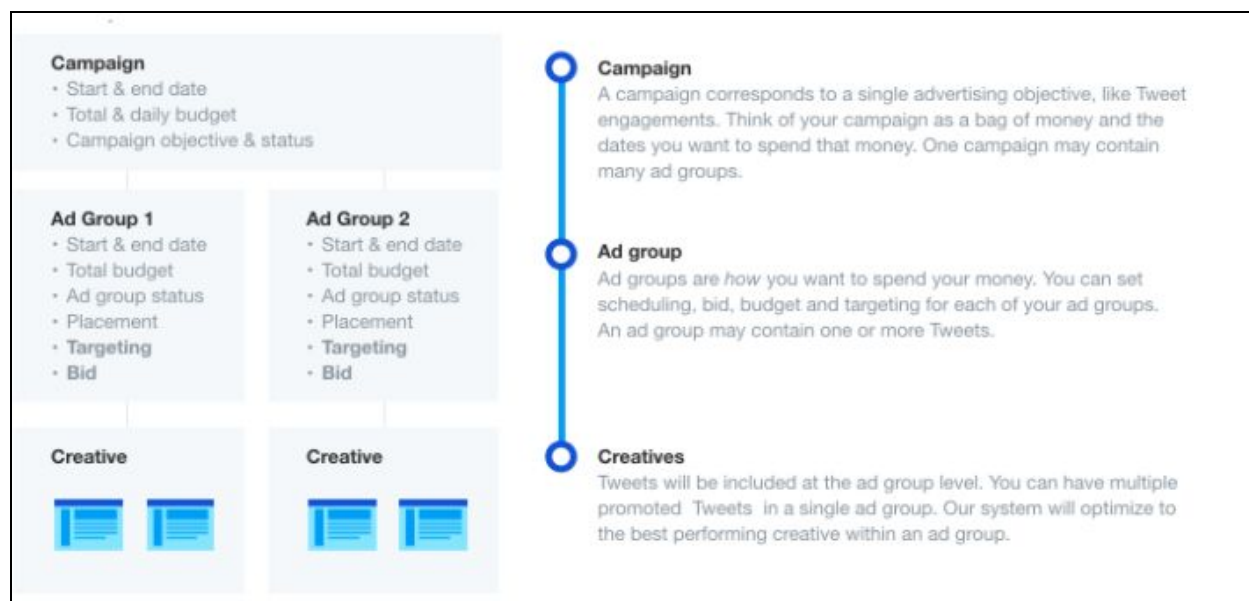 Campaign
• Start & end date
• Total & daily budget
• Campaign objective & status
Ad Group 1
• Start & end date
• Total budget
• Ad group status
• Placement
• Targeting
• Bid
Ad Group 2
• Start & end date
• Total budget
• Ad group status
• Placement
• Targeting
• Bid
Creative
Creative
Campaign
A campaign corresponds to a single advertising objective, like Tweet
engagements. Think of your campaign as a bag of money and the
dates you want to spend that money. One campaign may contain
many ad groups.
Ad group
Ad groups are how you want to spend your money. You can set
scheduling, bid, budget and targeting for each of your ad groups.
An ad group may contain one or more Tweets.
Creatives
Tweets will be included at the ad group level. You can have multiple
promoted Tweets in a single ad group. Our system will optimize to
the best performing creative within an ad group.